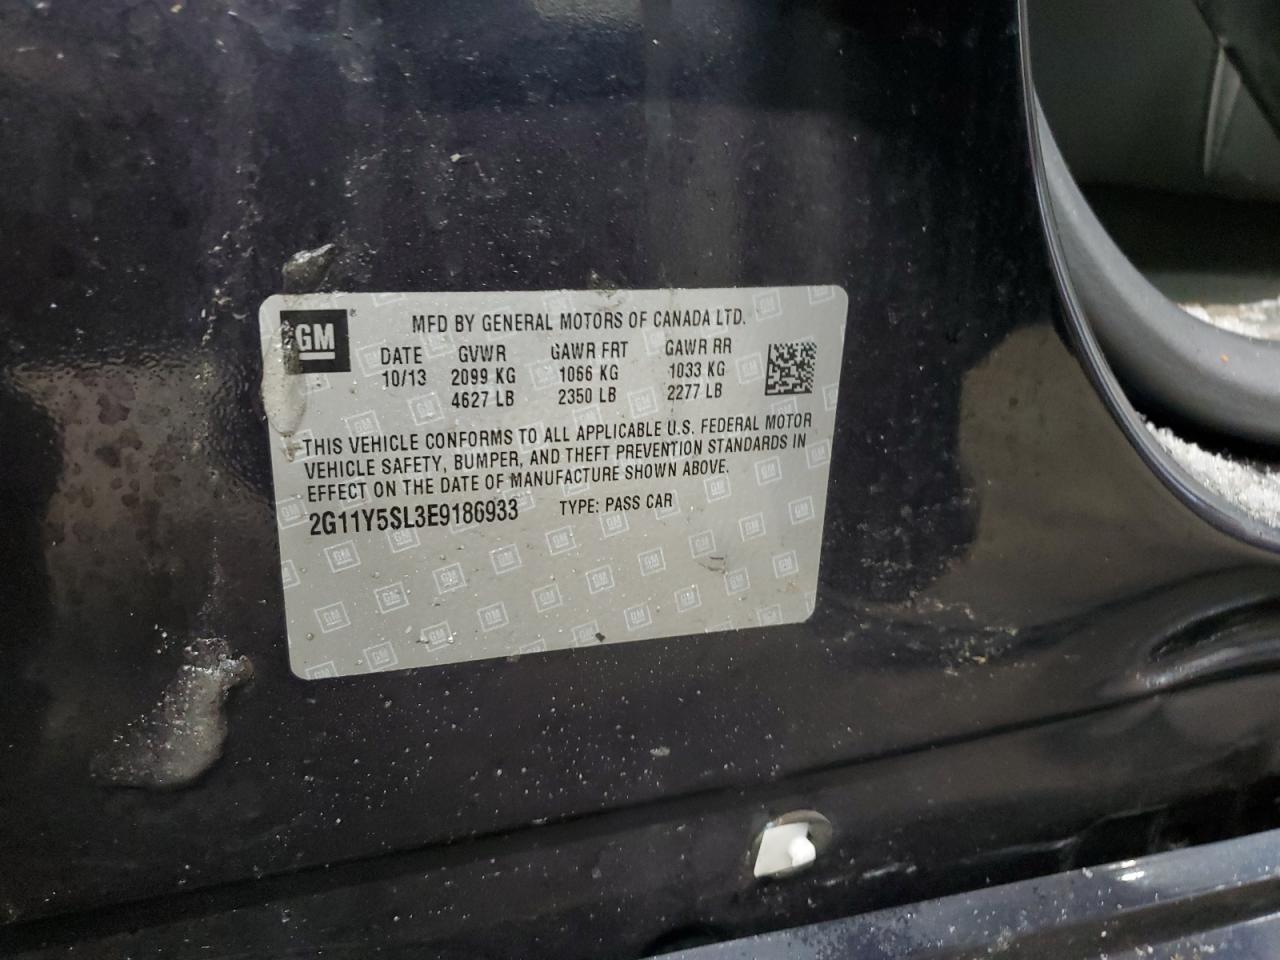 GM
MFD BY GENERAL MOTORS OF CANADA LTD.
DATE GVWR GAWR FRT GAWR RR
10/13 2099 KG 1066 KG 1033 KG
4627 LB 2350 LB 2277 LB
THIS VEHICLE CONFORMS TO ALL APPLICABLE U.S. FEDERAL MOTOR
VEHICLE SAFETY, BUMPER, AND THEFT PREVENTION STANDARDS IN
EFFECT ON THE DATE OF MANUFACTURE SHOWN ABOVE.
2G11Y5SL3E9186933 TYPE: PASS CAR